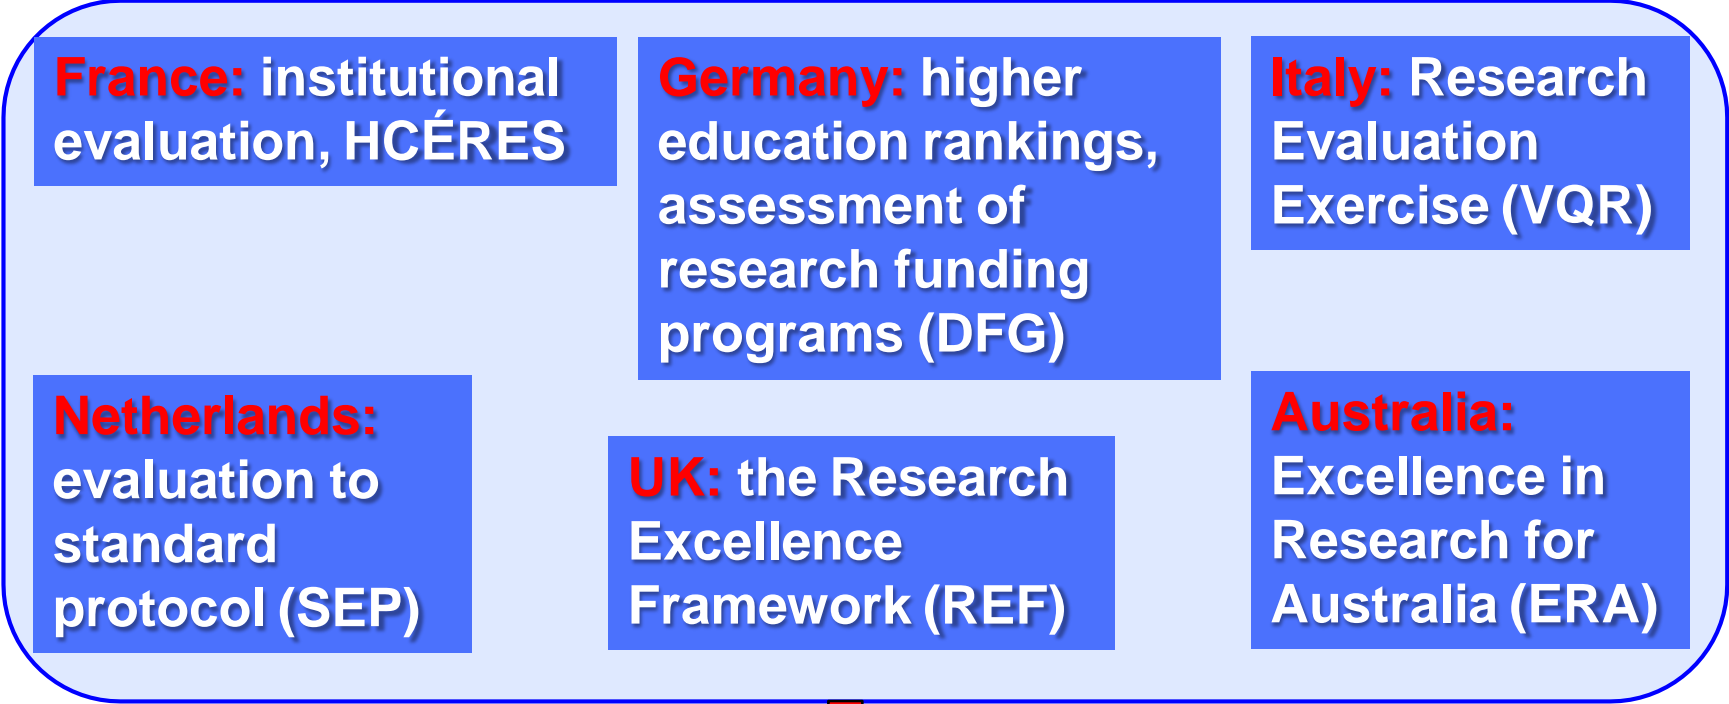 France: institutional
evaluation, HCÉRES
Germany: higher
education rankings,
assessment of
research funding
programs (DFG)
Italy: Research
Evaluation
Exercise (VQR)
Netherlands:
evaluation to
standard
protocol (SEP)
UK: the Research
Excellence
Framework (REF)
Australia:
Excellence in
Research for
Australia (ERA)